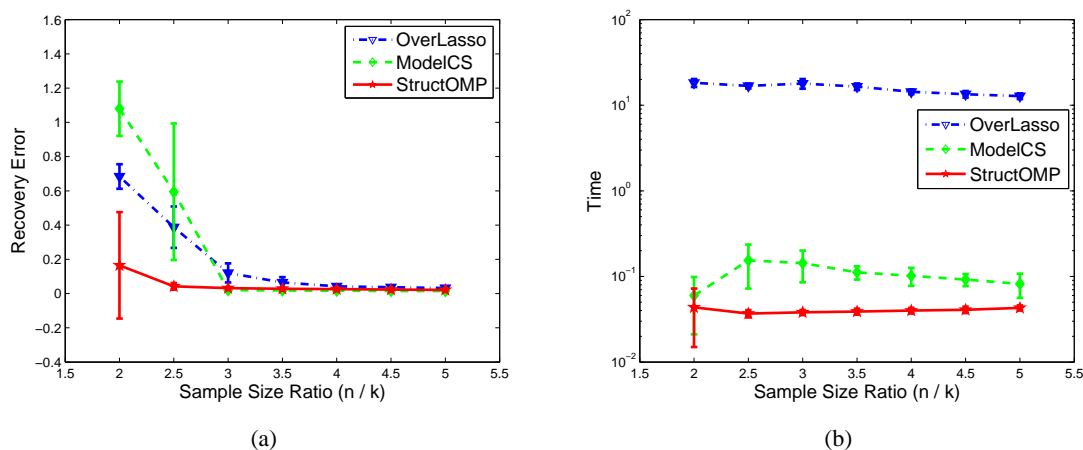 1.6
1.4
1.2
1
0.8
0.6
0.4
0.2
0
−0.2
−0.4
Recovery Error
1.5 2 2.5 3 3.5 4 4.5 5 5.5
Sample Size Ratio (n / k)
OverLasso
ModelCS
StructOMP
(a)
10^2
10^1
10^0
10^−1
10^−2
Time
1.5 2 2.5 3 3.5 4 4.5 5 5.5
Sample Size Ratio (n / k)
OverLasso
ModelCS
StructOMP
(b)